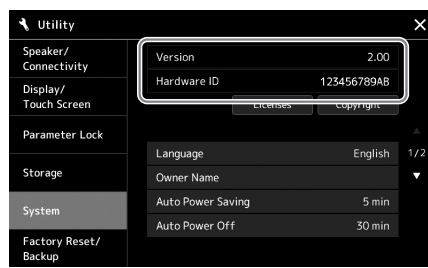 Utility
×
Speaker/
Connectivity
Display/
Touch Screen
Parameter Lock
Storage
System
Factory Reset/
Backup
Version 2.00
Hardware ID 123456789AB
Licenses Copyright
Language English
1/2
Owner Name
Auto Power Saving 5 min
Auto Power Off 30 min